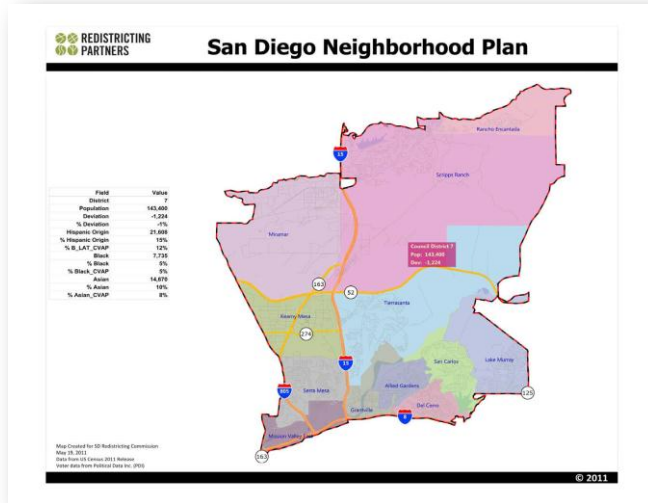 REDISTRICTING
PARTNERS
San Diego Neighborhood Plan
Rancho Encantada
15
Scripps Ranch
Field Value
District 7
Population 143,400
Deviation -1,224
% Deviation -1%
Hispanic Origin 21,608
% Hispanic Origin 15%
% B_LAT_CVAP 12%
Black 7,735
% Black 5%
% Black_CVAP 5%
Asian 14,670
% Asian 10%
% Asian_CVAP 8%
Miramar
Council District 7
Pop: 143,400
Dev: -1,224
163
52
Tierrasanta
Kearny Mesa
274
15
San Carlos
Lake Murray
805
Serra Mesa
Allied Gardens
125
Grantville
Del Cerro
8
Mission Valley East
163
Map Created for SD Redistricting Commission
May 19, 2011
Data from US Census 2011 Release
Voter data from Political Data Inc. (PDI)
© 2011